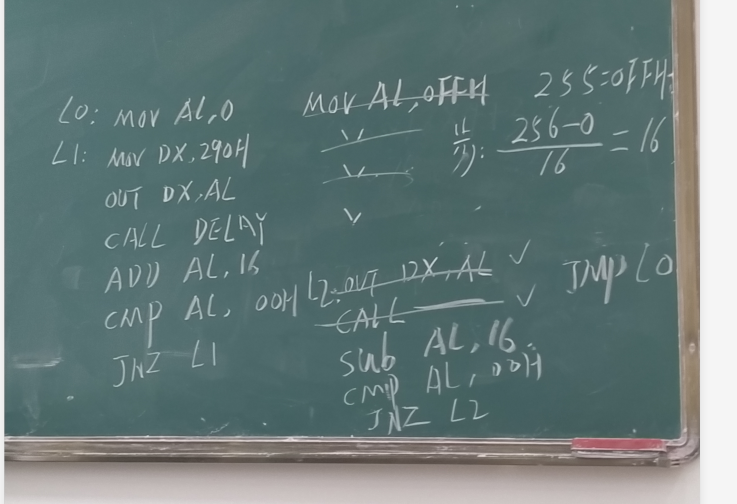 L0: MOV AL,0
L1: MOV DX,290H
OUT DX,AL
CALL DELAY
ADD AL,16
CMP AL, 00H
JNZ L1
MOV AL,0FFH
L2: OUT DX,AL
CALL
SUB AL,16
CMP AL,00H
JNZ L2
255=0FFH
256-0
16
=16
JMP L0